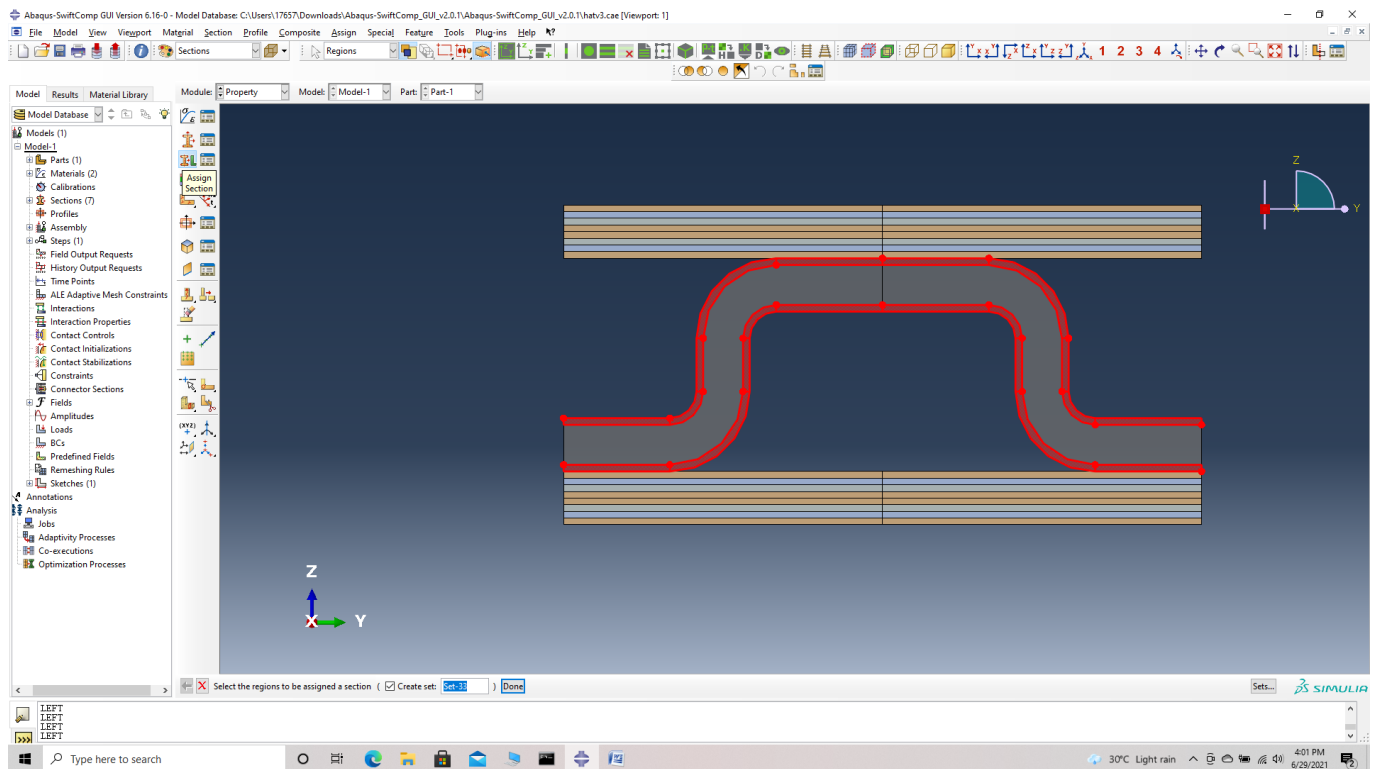 Abaqus-SwiftComp GUI Version 6.16-0 - Model Database: C:\Users\17657\Downloads\Abaqus-SwiftComp_GUI_v2.0.1\Abaqus-SwiftComp_GUI_v2.0.1\hatv3.cae [Viewport: 1]
File Model View Viewport Material Section Profile Composite Assign Special Feature Tools Plug-ins Help
Sections Regions 1 2 3 4
Model Results Material Library Module: Property Model: Model-1 Part: Part-1
Model Database
Models (1)
Model-1
Parts (1)
Materials (2)
Calibrations
Sections (7)
Profiles
Assembly
Steps (1)
Field Output Requests
History Output Requests
Time Points
ALE Adaptive Mesh Constraints
Interactions
Interaction Properties
Contact Controls
Contact Initializations
Contact Stabilizations
Constraints
Connector Sections
Fields
Amplitudes
Loads
BCs
Predefined Fields
Remeshing Rules
Sketches (1)
Annotations
Analysis
Jobs
Adaptivity Processes
Co-executions
Optimization Processes
Assign
Section
(XYZ)
Z
X Y
Z
X Y
Select the regions to be assigned a section ( Create set: Set-33 ) Done
Sets... SIMULIA
LEFT
LEFT
LEFT
LEFT
Type here to search
30°C Light rain
4:01 PM
6/29/2021
2